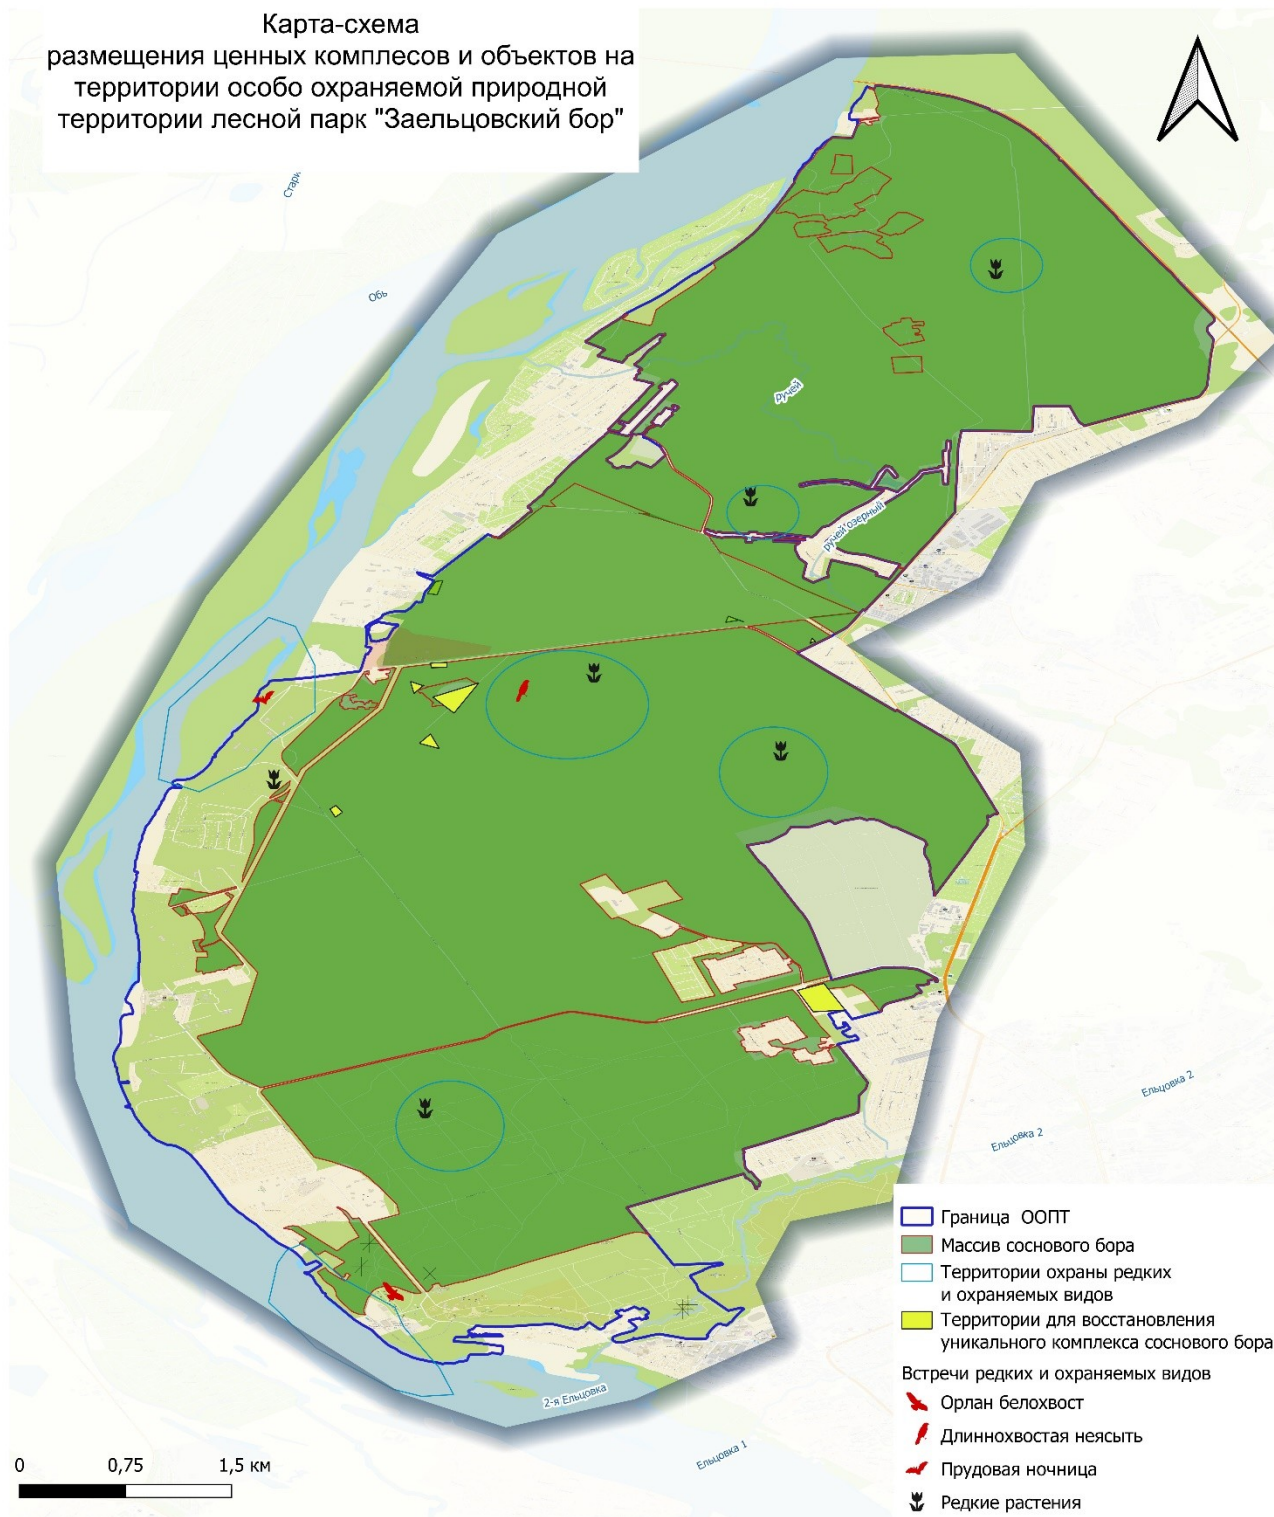 Карта-схема
размещения ценных комплесов и объектов на
территории особо охраняемой природной
территории лесной парк "Заельцовский бор"
Обь
ручей
ручей озерный
Ельцовка 2
Ельцовка 2
2-я Ельцовка
Ельцовка 1
Граница ООПТ
Массив соснового бора
Территории охраны редких
и охраняемых видов
Территории для восстановления
уникального комплекса соснового бора
Встречи редких и охраняемых видов
Орлан белохвост
Длиннохвостая неясыть
Прудовая ночница
Редкие растения
0 0,75 1,5 км